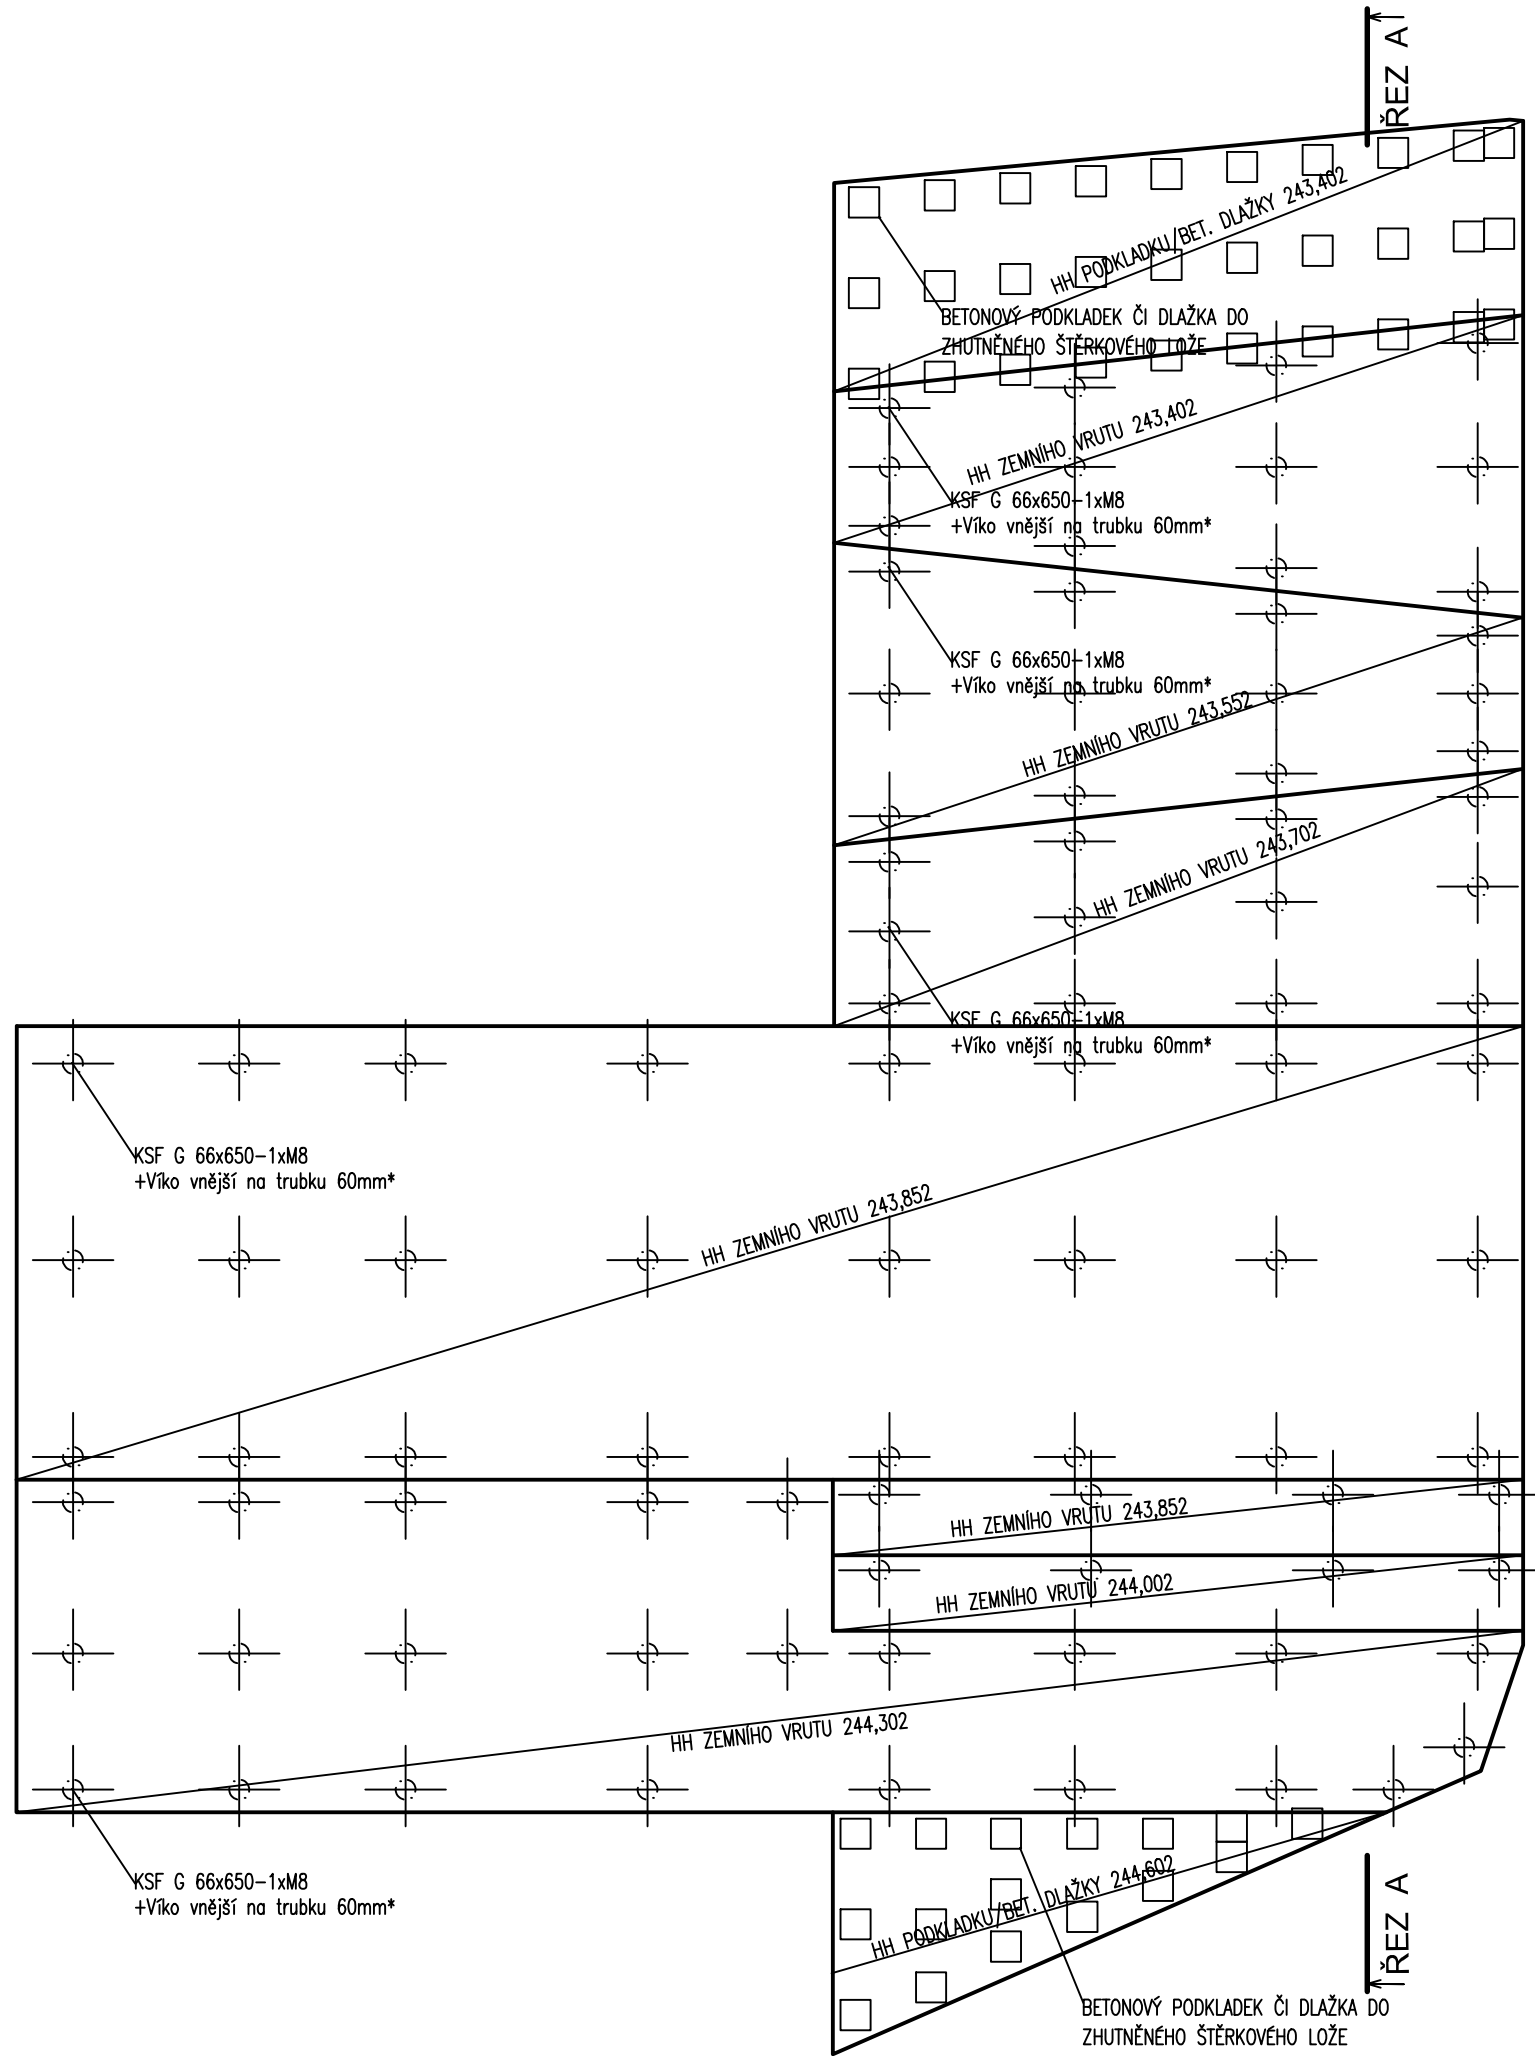 ŘEZ A
HH PODKLADKU/BET. DLAŽKY 243,402
BETONOVÝ PODKLADEK ČI DLAŽKA DO
ZHUTNĚNÉHO ŠTĚRKOVÉHO LOŽE
HH ZEMNÍHO VRUTU 243,402
KSF G 66x650-1xM8
+Víko vnější na trubku 60mm*
KSF G 66x650-1xM8
+Víko vnější na trubku 60mm*
HH ZEMNÍHO VRUTU 243,552
HH ZEMNÍHO VRUTU 243,702
KSF G 66x650-1xM8
+Víko vnější na trubku 60mm*
KSF G 66x650-1xM8
+Víko vnější na trubku 60mm*
HH ZEMNÍHO VRUTU 243,852
HH ZEMNÍHO VRUTU 243,852
HH ZEMNÍHO VRUTU 244,002
HH ZEMNÍHO VRUTU 244,302
KSF G 66x650-1xM8
+Víko vnější na trubku 60mm*
HH PODKLADKU/BET. DLAŽKY 244,602
ŘEZ A
BETONOVÝ PODKLADEK ČI DLAŽKA DO
ZHUTNĚNÉHO ŠTĚRKOVÉHO LOŽE